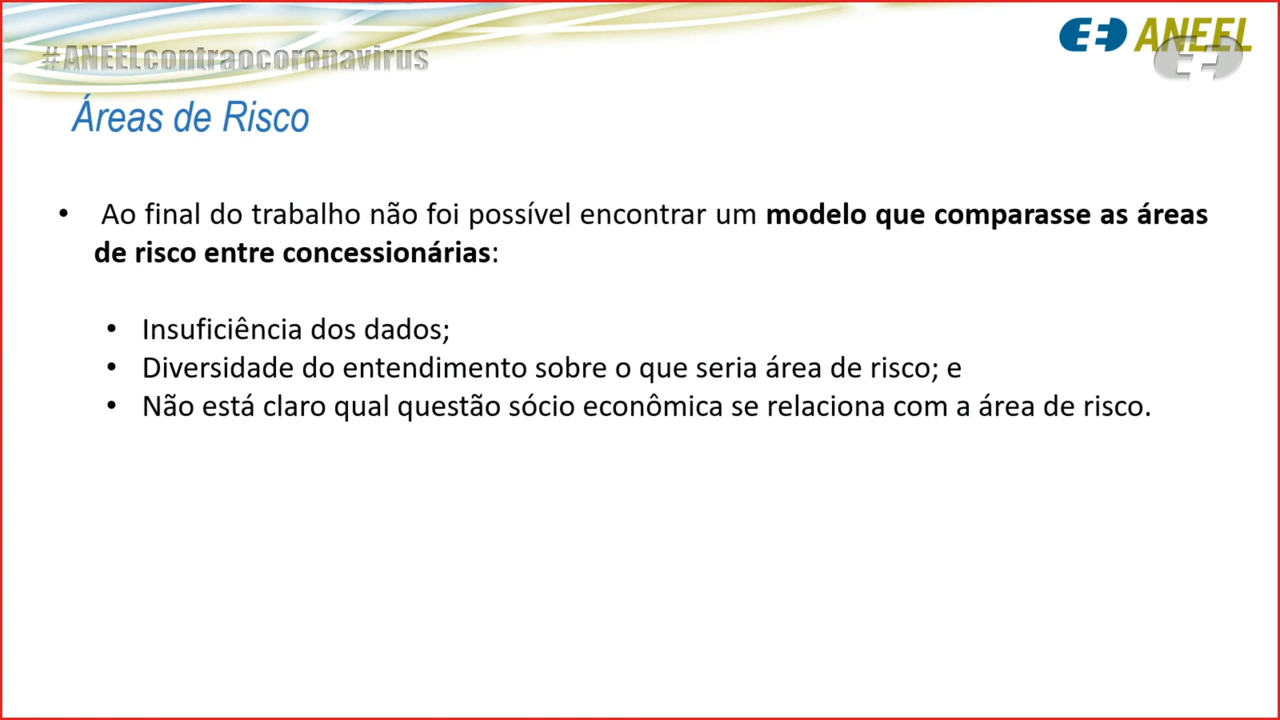 #ANEELcontraocoronavirus
ANEEL
Áreas de Risco
• Ao final do trabalho não foi possível encontrar um modelo que comparasse as áreas
de risco entre concessionárias:
• Insuficiência dos dados;
• Diversidade do entendimento sobre o que seria área de risco; e
• Não está claro qual questão sócio econômica se relaciona com a área de risco.